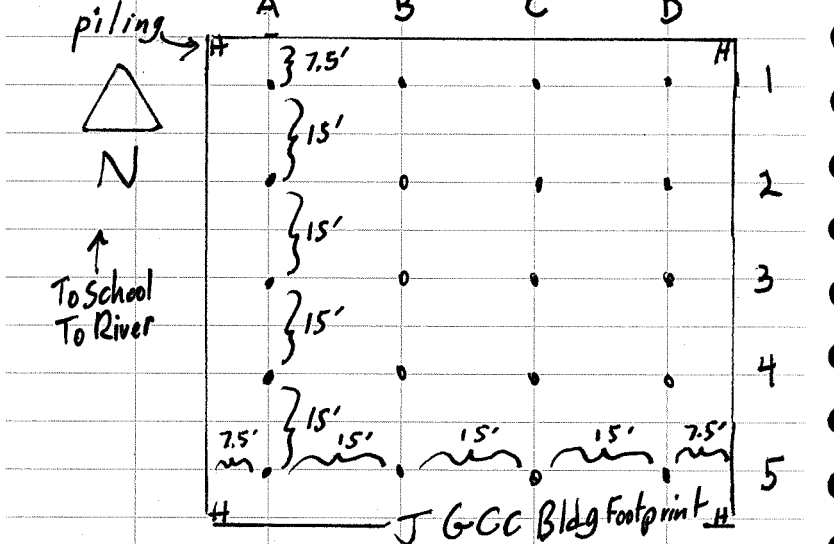 A B C D
piling
H H
7.5' 1
15'
N 2
15'
To School 3
To River
15' 4
15'
7.5' 15' 15' 15' 7.5'
5
H J GCC Bldg Footprint H